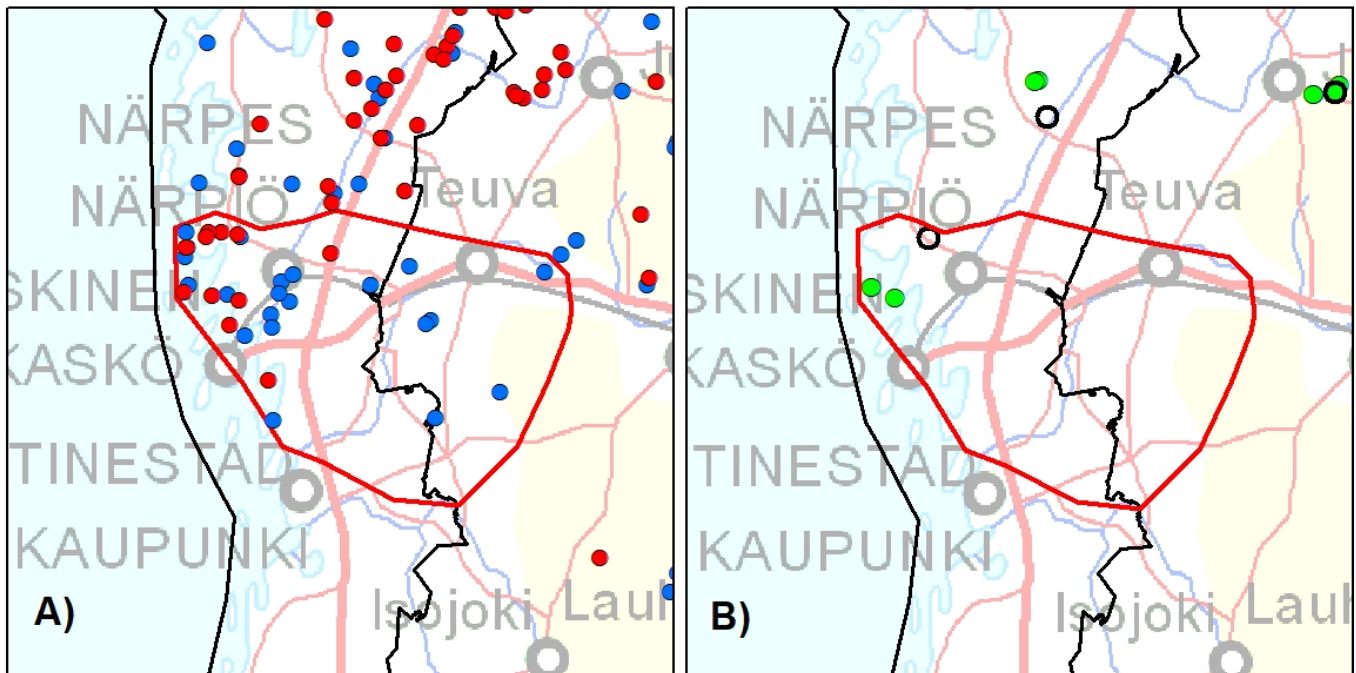 NÄRPES
Teuva
NÄRPIÖ
SKINEN
KASKÖ
TINESTAD
KAUPUNKI
Isojoki
Lauh
A)
NÄRPES
Teuva
NÄRPIÖ
SKINEN
KASKÖ
TINESTAD
KAUPUNKI
Isojoki
Lauh
B)